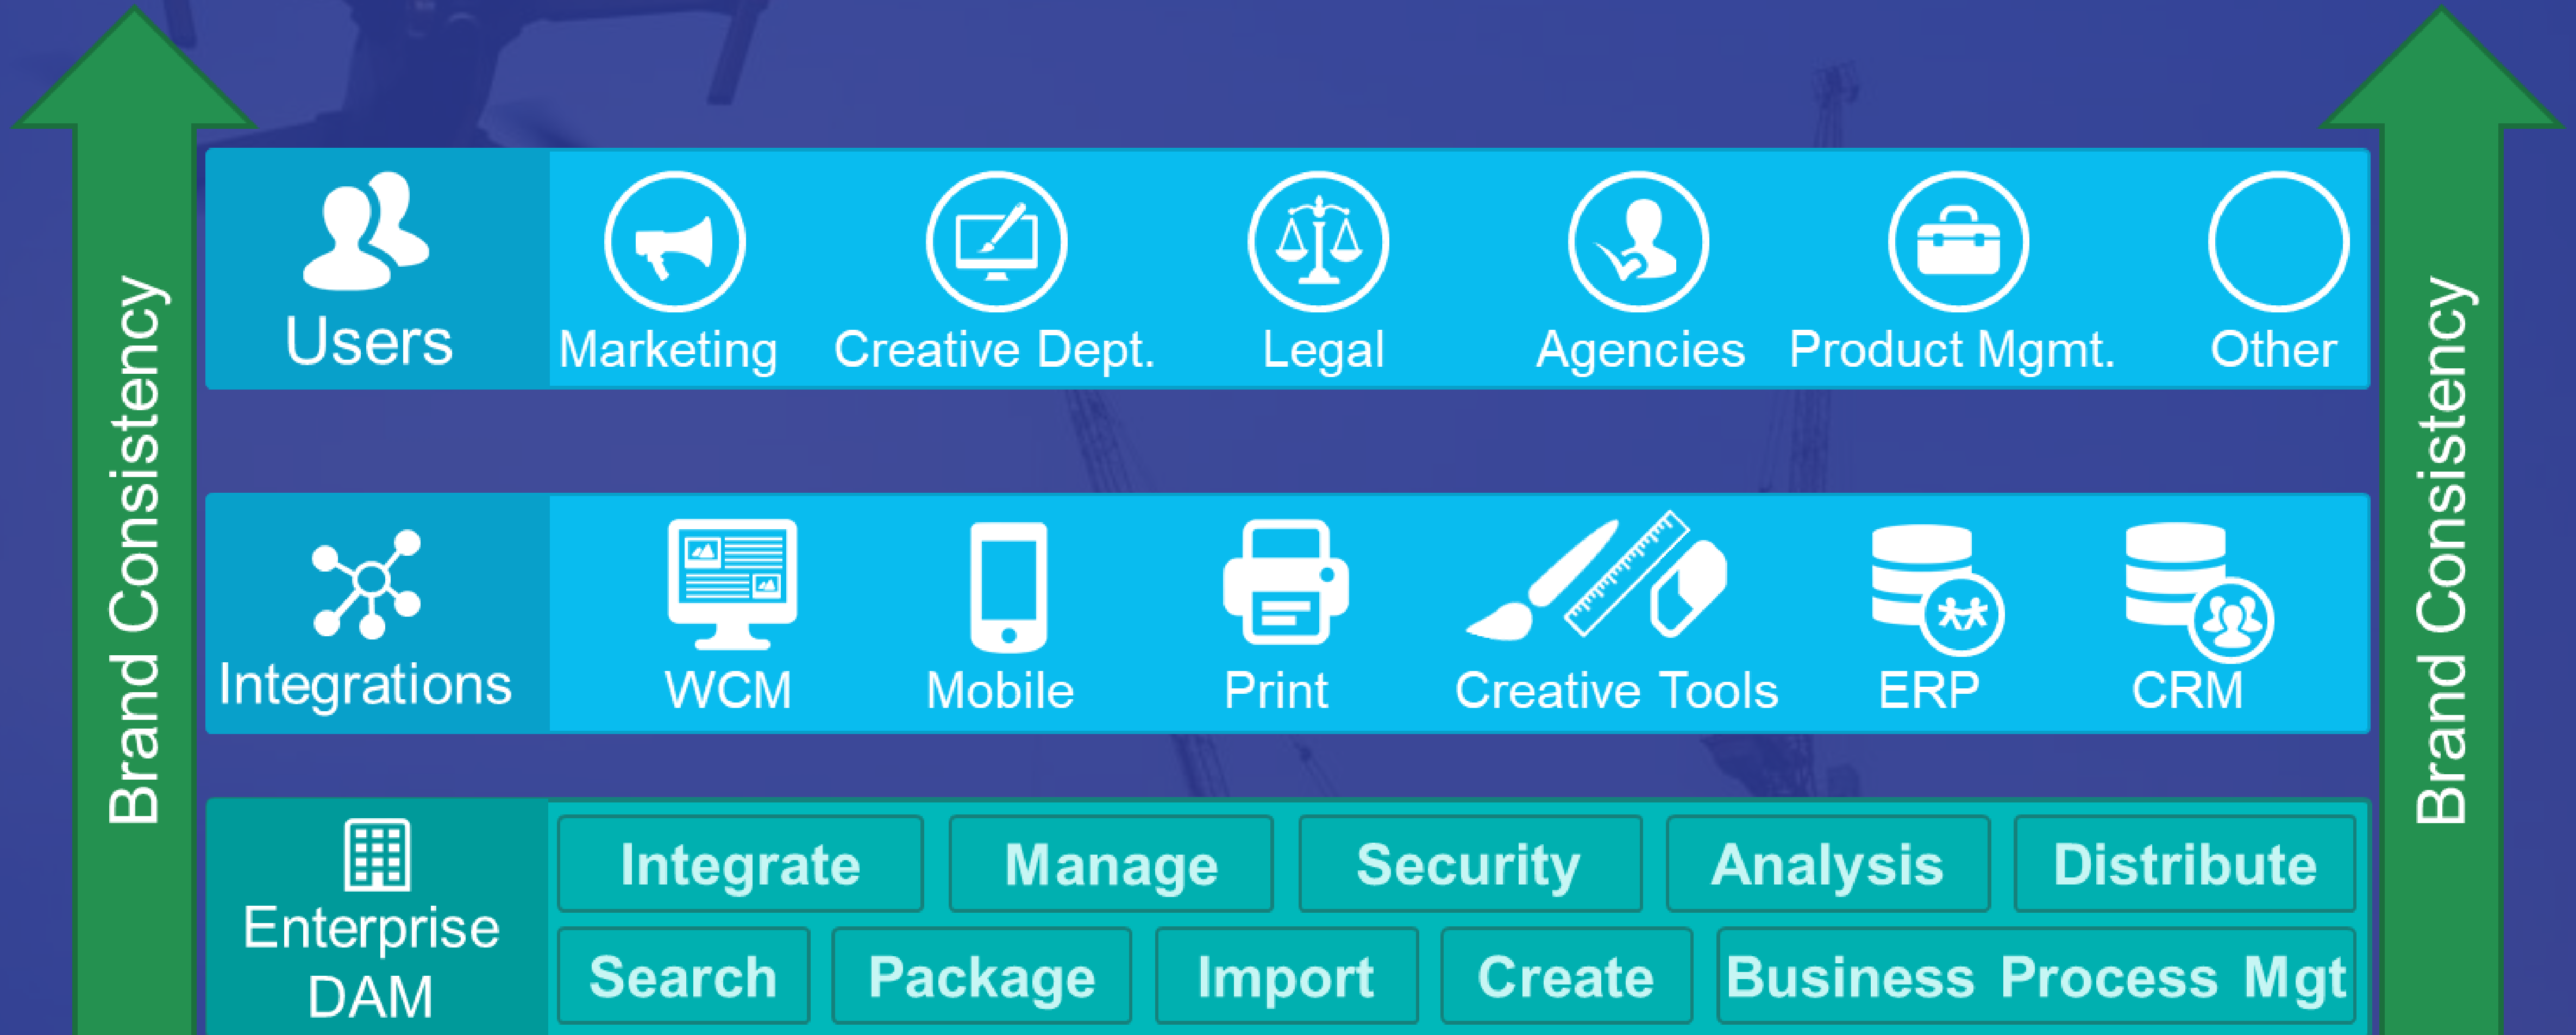 Brand Consistency
Users
Marketing
Creative Dept.
Legal
Agencies
Product Mgmt.
Other
Integrations
WCM
Mobile
Print
Creative Tools
ERP
CRM
Enterprise
DAM
Integrate
Manage
Security
Analysis
Distribute
Search
Package
Import
Create
Business Process Mgt
Brand Consistency